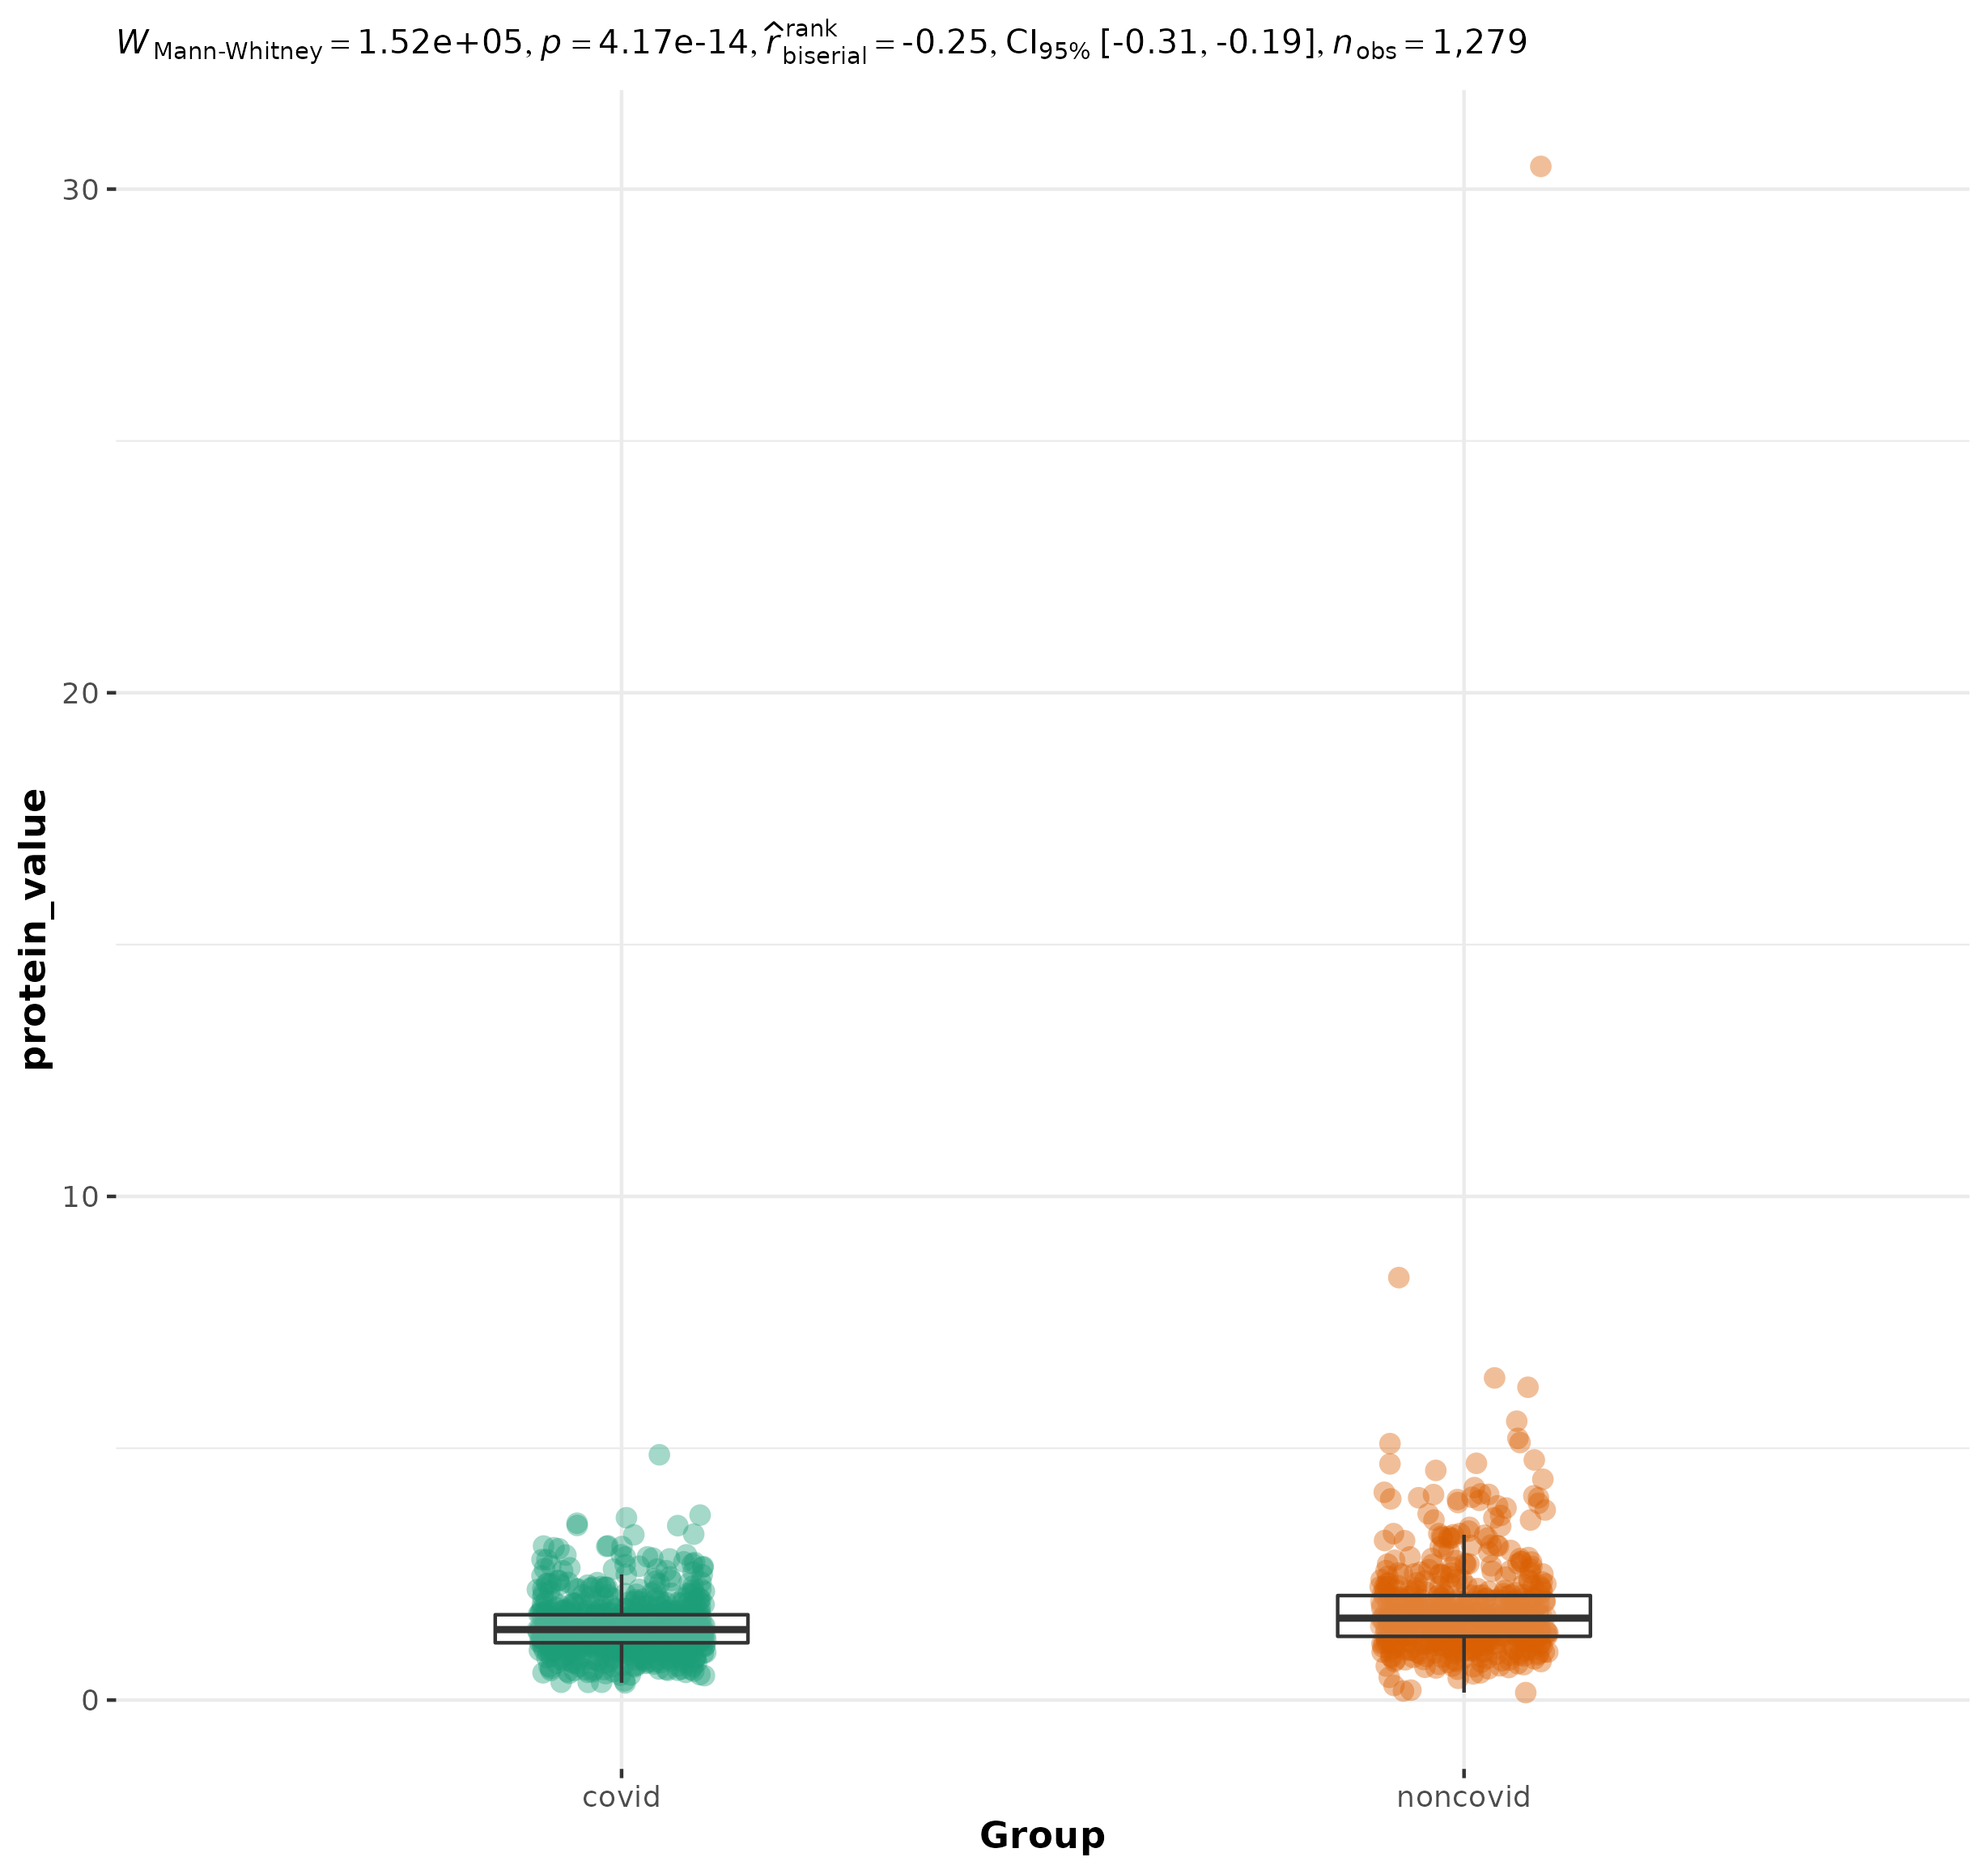 W Mann-Whitney = 1.52e+05, p = 4.17e-14, r̂ rank biserial = -0.25, CI95% [-0.31, -0.19], n obs = 1,279
30
20
10
0
protein_value
covid noncovid
Group